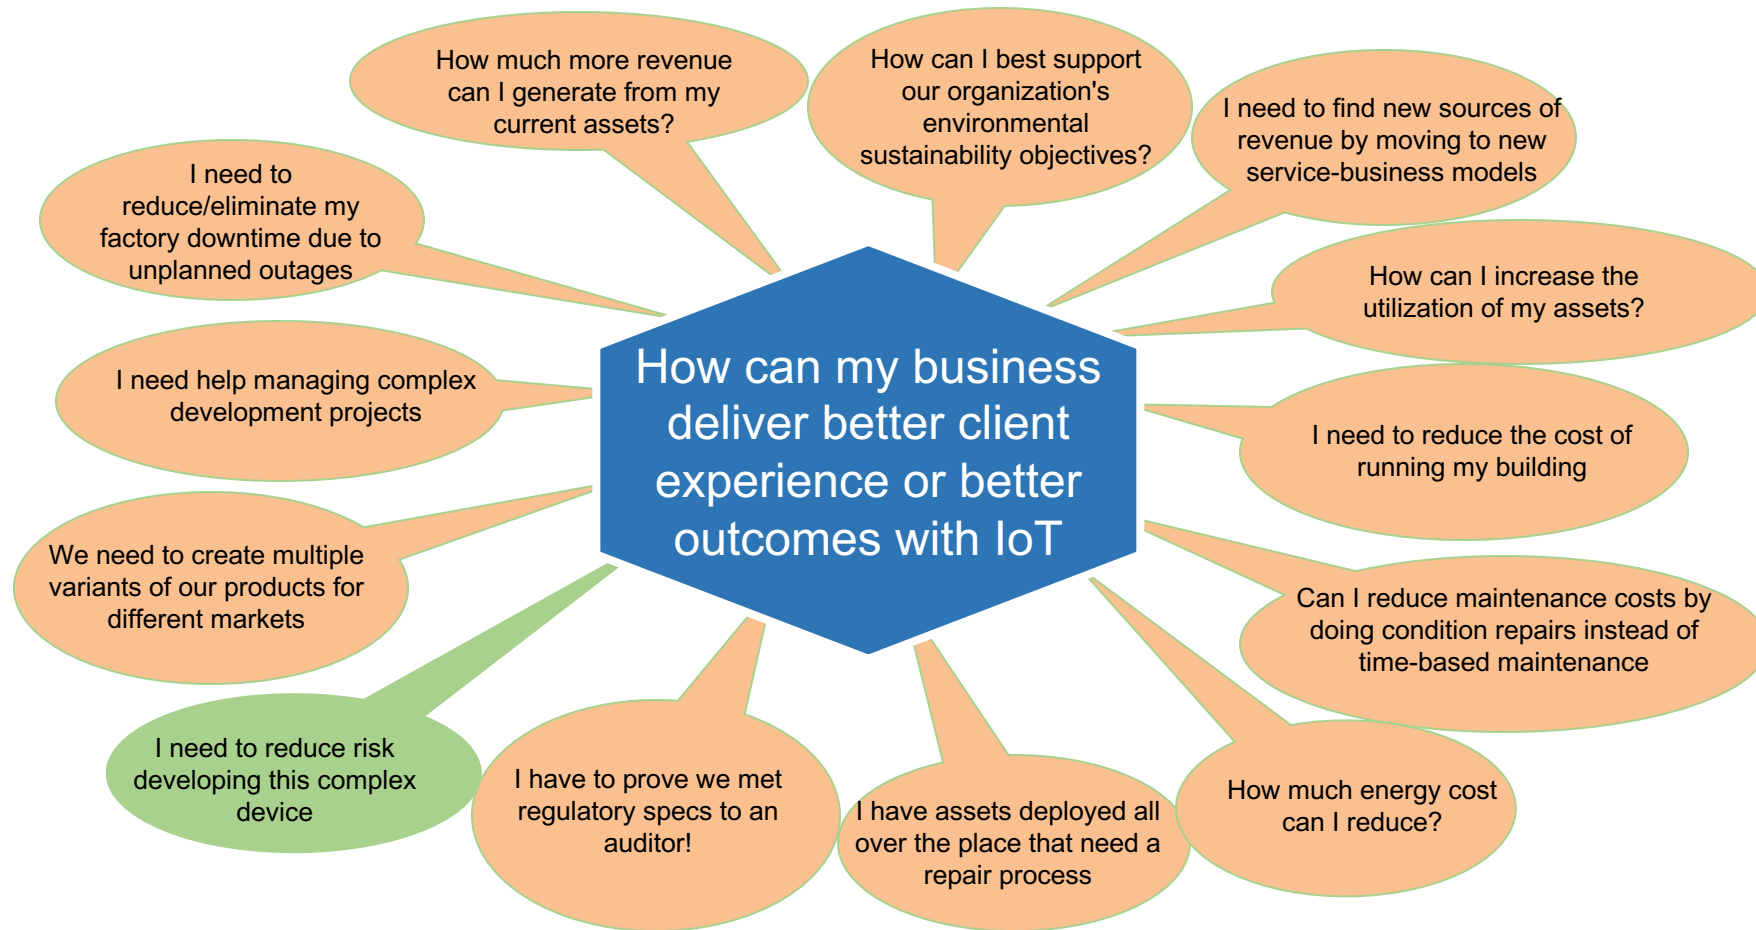 How much more revenue
can I generate from my
current assets?
How can I best support
our organization's
environmental
sustainability objectives?
I need to find new sources of
revenue by moving to new
service-business models
I need to
reduce/eliminate my
factory downtime due to
unplanned outages
How can I increase the
utilization of my assets?
I need help managing complex
development projects
How can my business
deliver better client
experience or better
outcomes with IoT
I need to reduce the cost of
running my building
We need to create multiple
variants of our products for
different markets
Can I reduce maintenance costs by
doing condition repairs instead of
time-based maintenance
I need to reduce risk
developing this complex
device
I have to prove we met
regulatory specs to an
auditor!
I have assets deployed all
over the place that need a
repair process
How much energy cost
can I reduce?